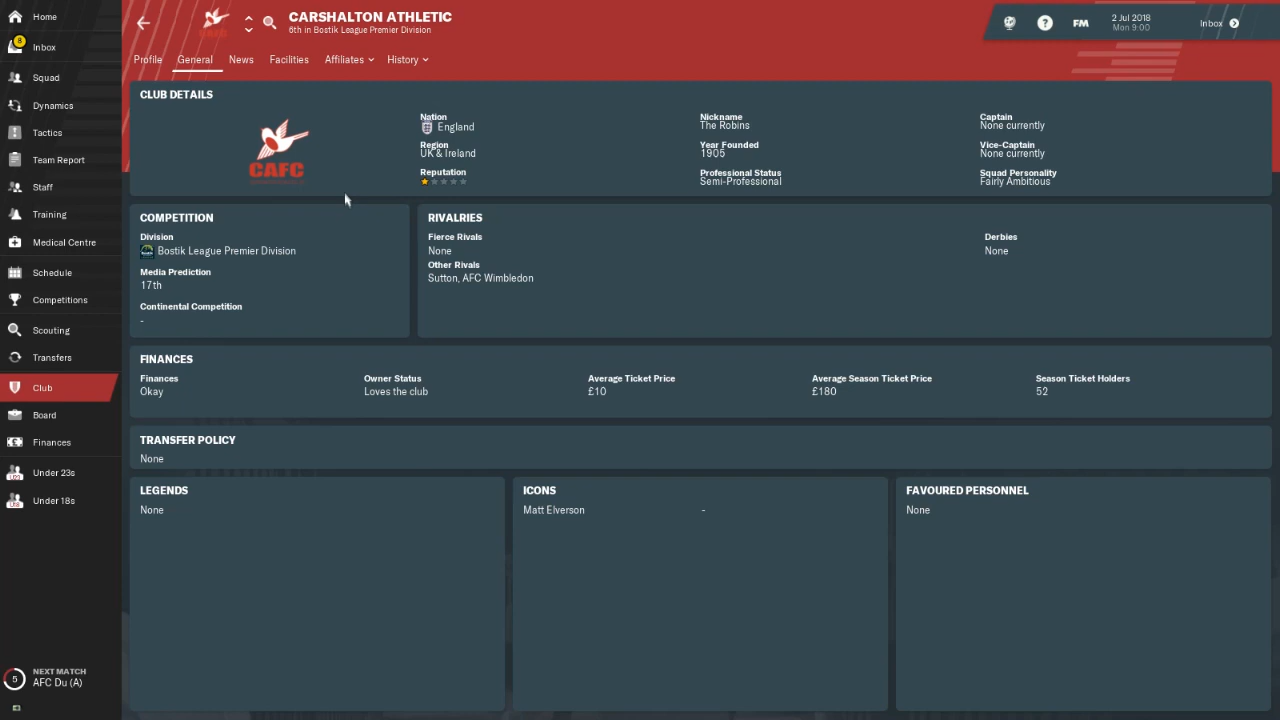 Home
8
Inbox
Squad
Dynamics
Tactics
Team Report
Staff
Training
Medical Centre
Schedule
Competitions
Scouting
Transfers
Club
Board
Finances
Under 23s
Under 18s
5
NEXT MATCH
AFC Du (A)
CARSHALTON ATHLETIC
6th in Bostik League Premier Division
?
FM
2 Jul 2018
Mon 9:00
Inbox
Profile
General
News
Facilities
Affiliates
History
CLUB DETAILS
CAFC
Nation
England
Region
UK & Ireland
Reputation
Nickname
The Robins
Year Founded
1905
Professional Status
Semi-Professional
Captain
None currently
Vice-Captain
None currently
Squad Personality
Fairly Ambitious
COMPETITION
Division
Bostik League Premier Division
Media Prediction
17th
Continental Competition
-
RIVALRIES
Fierce Rivals
None
Other Rivals
Sutton, AFC Wimbledon
Derbies
None
FINANCES
Finances
Okay
Owner Status
Loves the club
Average Ticket Price
£10
Average Season Ticket Price
£180
Season Ticket Holders
52
TRANSFER POLICY
None
LEGENDS
None
ICONS
Matt Elverson -
FAVOURED PERSONNEL
None